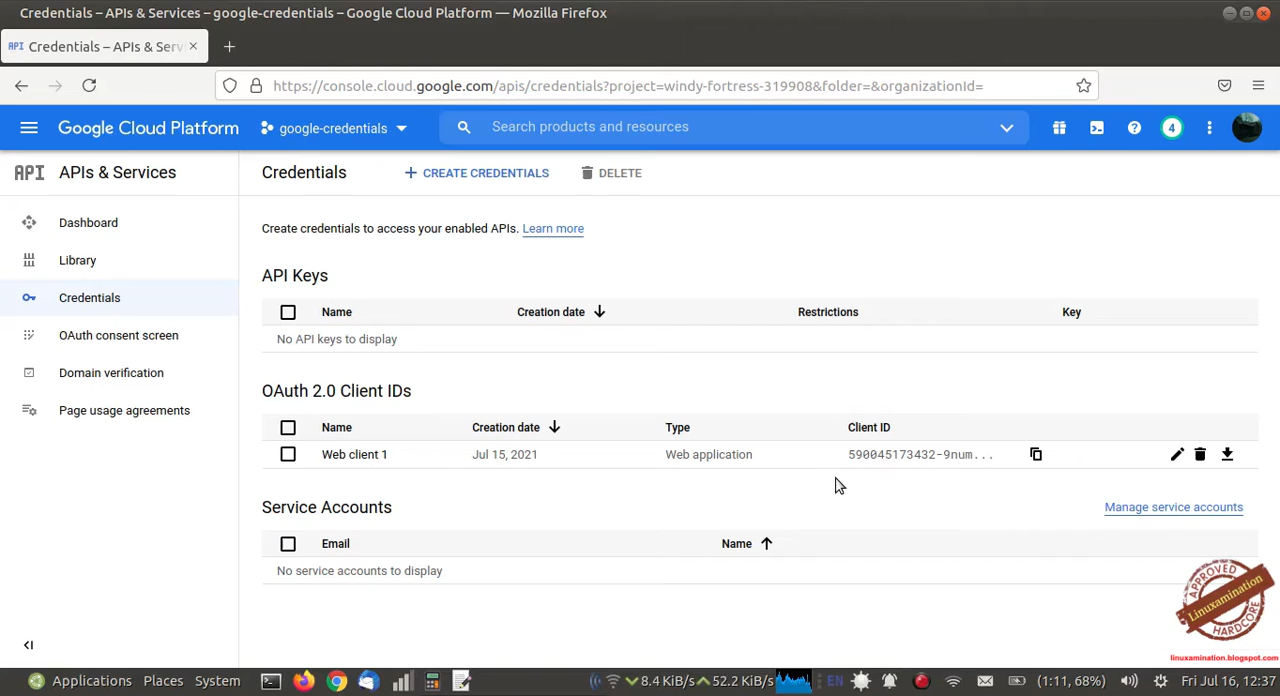 Credentials – APIs & Services – google-credentials – Google Cloud Platform — Mozilla Firefox
API Credentials – APIs & Serv
https://console.cloud.google.com/apis/credentials?project=windy-fortress-319908&folder=&organizationId=
Google Cloud Platform google-credentials Search products and resources 4
API APIs & Services Credentials CREATE CREDENTIALS DELETE
Dashboard
Library
Credentials
OAuth consent screen
Domain verification
Page usage agreements
Create credentials to access your enabled APIs. Learn more
API Keys
Name Creation date Restrictions Key
No API keys to display
OAuth 2.0 Client IDs
Name Creation date Type Client ID
Web client 1 Jul 15, 2021 Web application 590045173432-9num...
Service Accounts Manage service accounts
Email Name
No service accounts to display
APPROVED
Linuxamination
HARDCORE
linuxamination.blogspot.com
Applications Places System 8.4 KiB/s 52.2 KiB/s EN (1:11, 68%) Fri Jul 16, 12:37